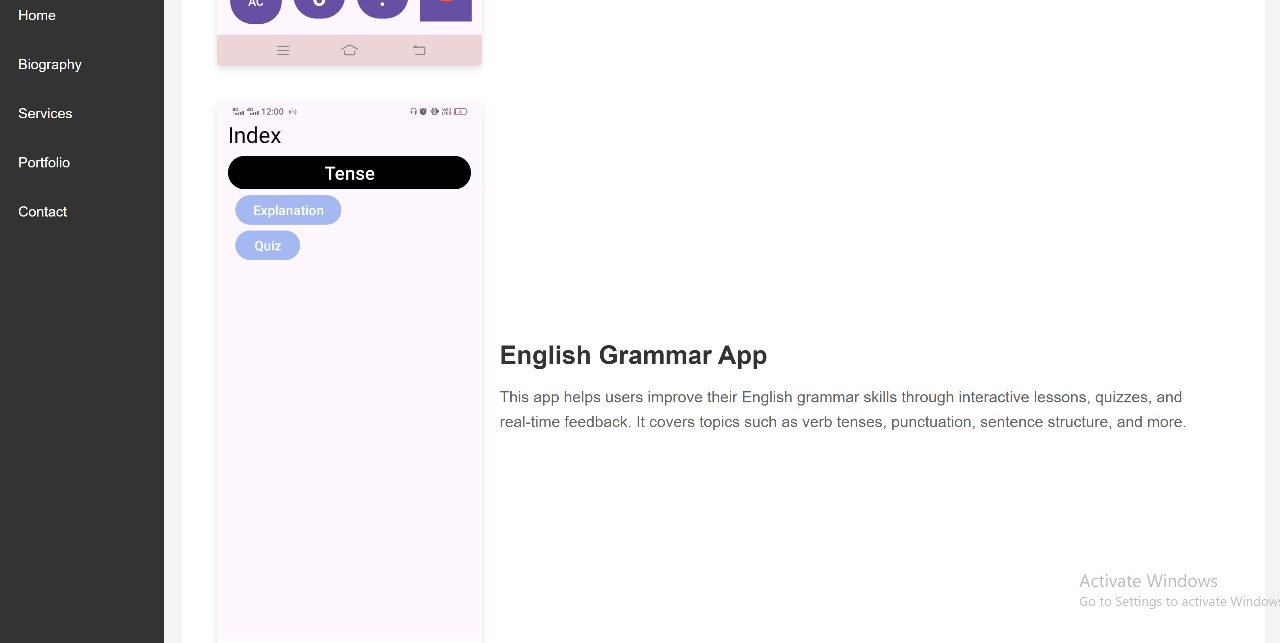 Home
Biography
Services
Portfolio
Contact
AC
12:00
Index
Tense
Explanation
Quiz
English Grammar App
This app helps users improve their English grammar skills through interactive lessons, quizzes, and
real-time feedback. It covers topics such as verb tenses, punctuation, sentence structure, and more.
Activate Windows
Go to Settings to activate Windows